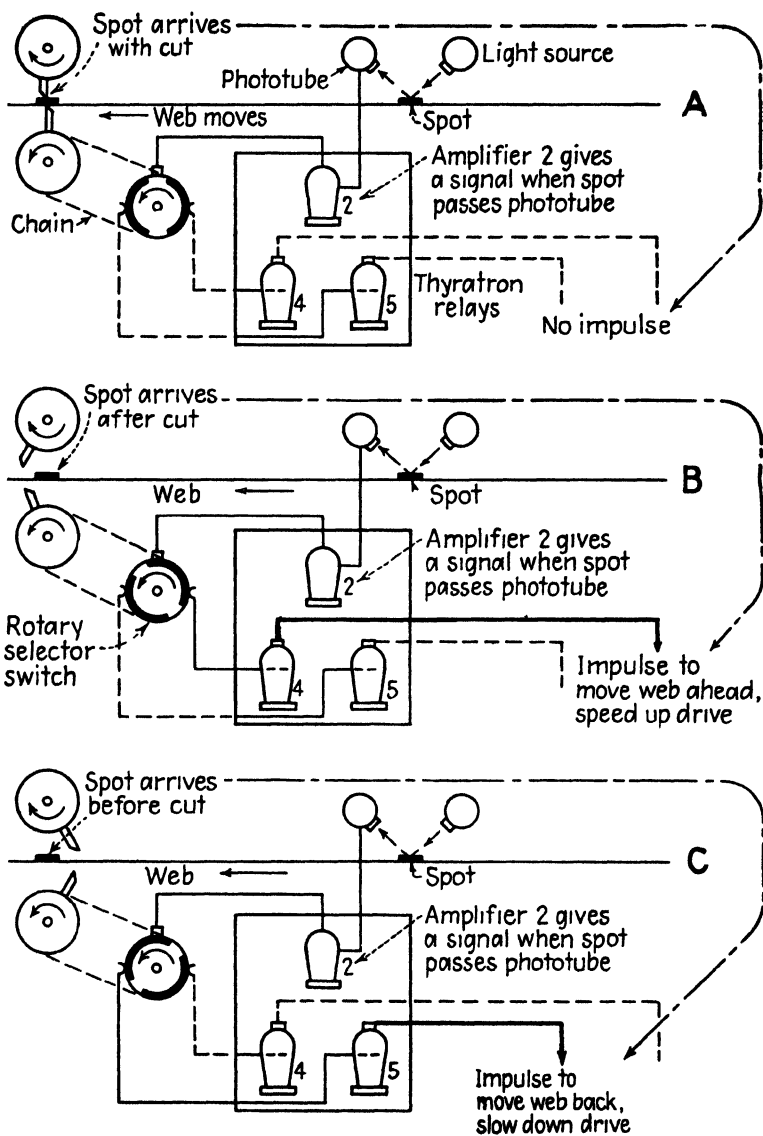 Spot arrives
with cut
Light source
Phototube
A
Web moves
Spot
Amplifier 2 gives
a signal when spot
passes phototube
2
Chain
4
5
Thyratron
relays
No impulse
Spot arrives
after cut
B
Web
Spot
Amplifier 2 gives
a signal when spot
passes phototube
2
Rotary
selector
switch
4
5
Impulse to
move web ahead,
speed up drive
Spot arrives
before cut
C
Web
Spot
Amplifier 2 gives
a signal when spot
passes phototube
2
4
5
Impulse to
move web back,
slow down drive